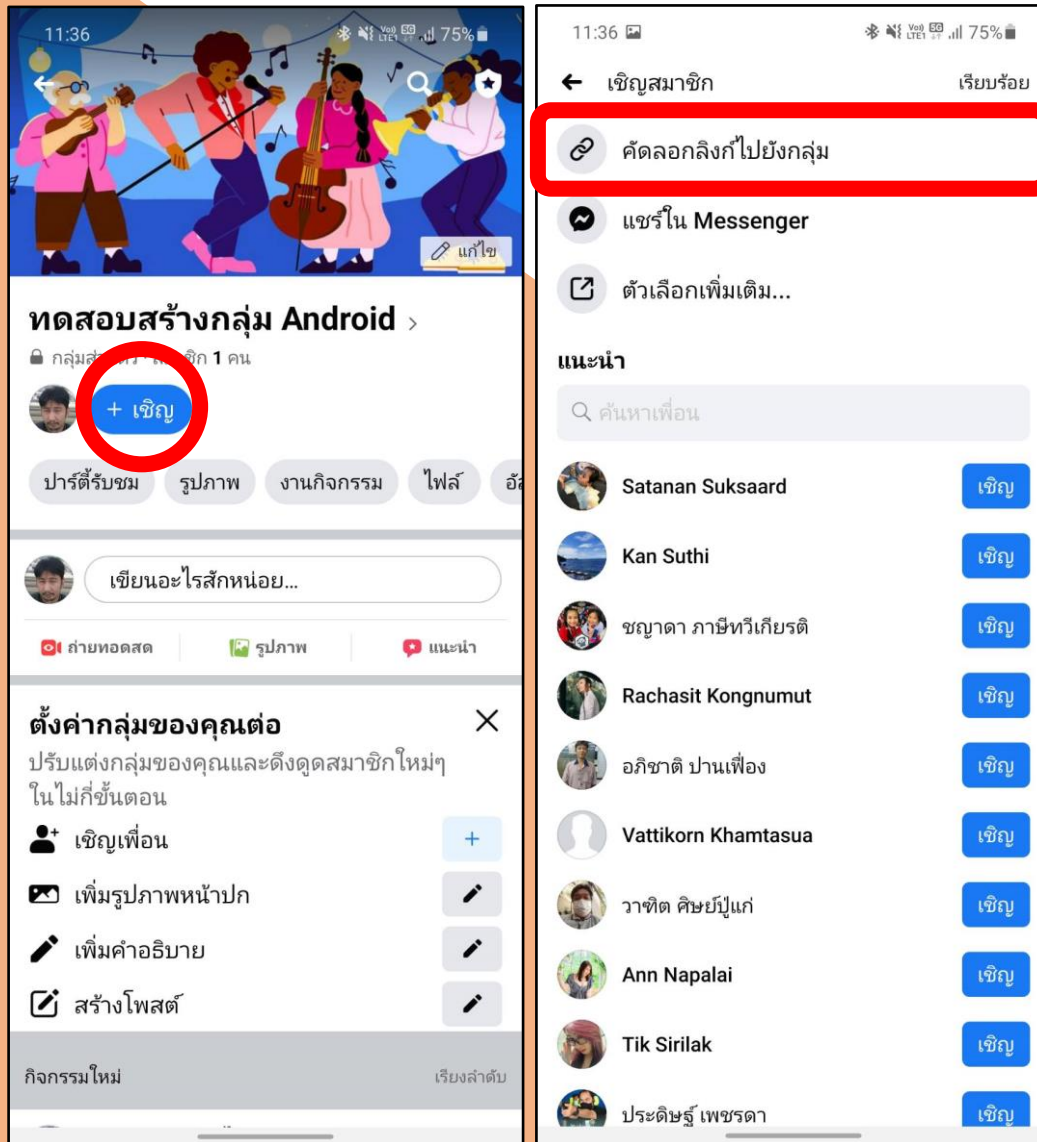 11:36
75%
แก้ไข
ทดสอบสร้างกลุ่ม Android >
1 คน
+ เชิญ
ปาร์ตี้รับชม รูปภาพ งานกิจกรรม ไฟล์
เขียนอะไรสักหน่อย...
ถ่ายทอดสด รูปภาพ แนะนำ
ตั้งค่ากลุ่มของคุณต่อ
ปรับแต่งกลุ่มของคุณและดึงดูดสมาชิกใหม่ๆ
ในไม่กี่ขั้นตอน
เชิญเพื่อน
เพิ่มรูปภาพหน้าปก
เพิ่มคำอธิบาย
สร้างโพสต์
กิจกรรมใหม่ เรียงลำดับ
11:36 75%
เชิญสมาชิก เรียบร้อย
คัดลอกลิงก์ไปยังกลุ่ม
แชร์ใน Messenger
ตัวเลือกเพิ่มเติม...
แนะนำ
ค้นหาเพื่อน
Satanan Suksaard เชิญ
Kan Suthi เชิญ
ชญาดา ภาษีทวีเกียรติ เชิญ
Rachasit Kongnumut เชิญ
อภิชาติ ปานเฟื่อง เชิญ
Vattikorn Khamtasua เชิญ
วาฑิต ศิษย์ปู่แก่ เชิญ
Ann Napalai เชิญ
Tik Sirilak เชิญ
ประดิษฐ์ เพชรดา เชิญ